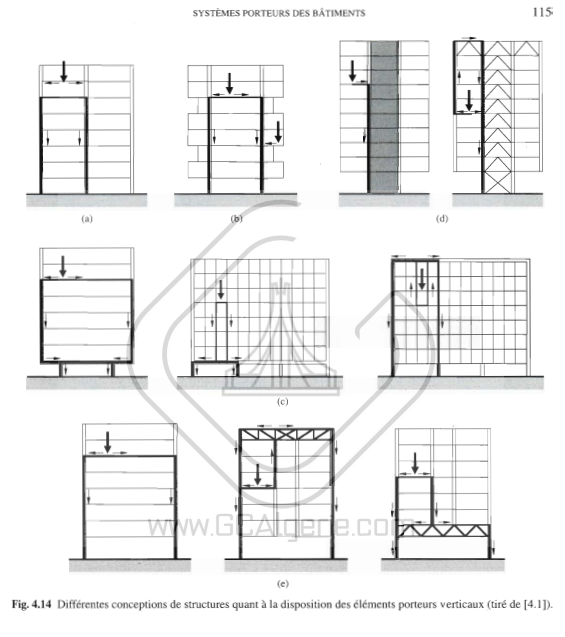 SYSTÈMES PORTEURS DES BÂTIMENTS 115
(a) (b) (d)
(c)
www.GCAlgerie.com
(e)
Fig. 4.14 Différentes conceptions de structures quant à la disposition des éléments porteurs verticaux (tiré de [4.1]).